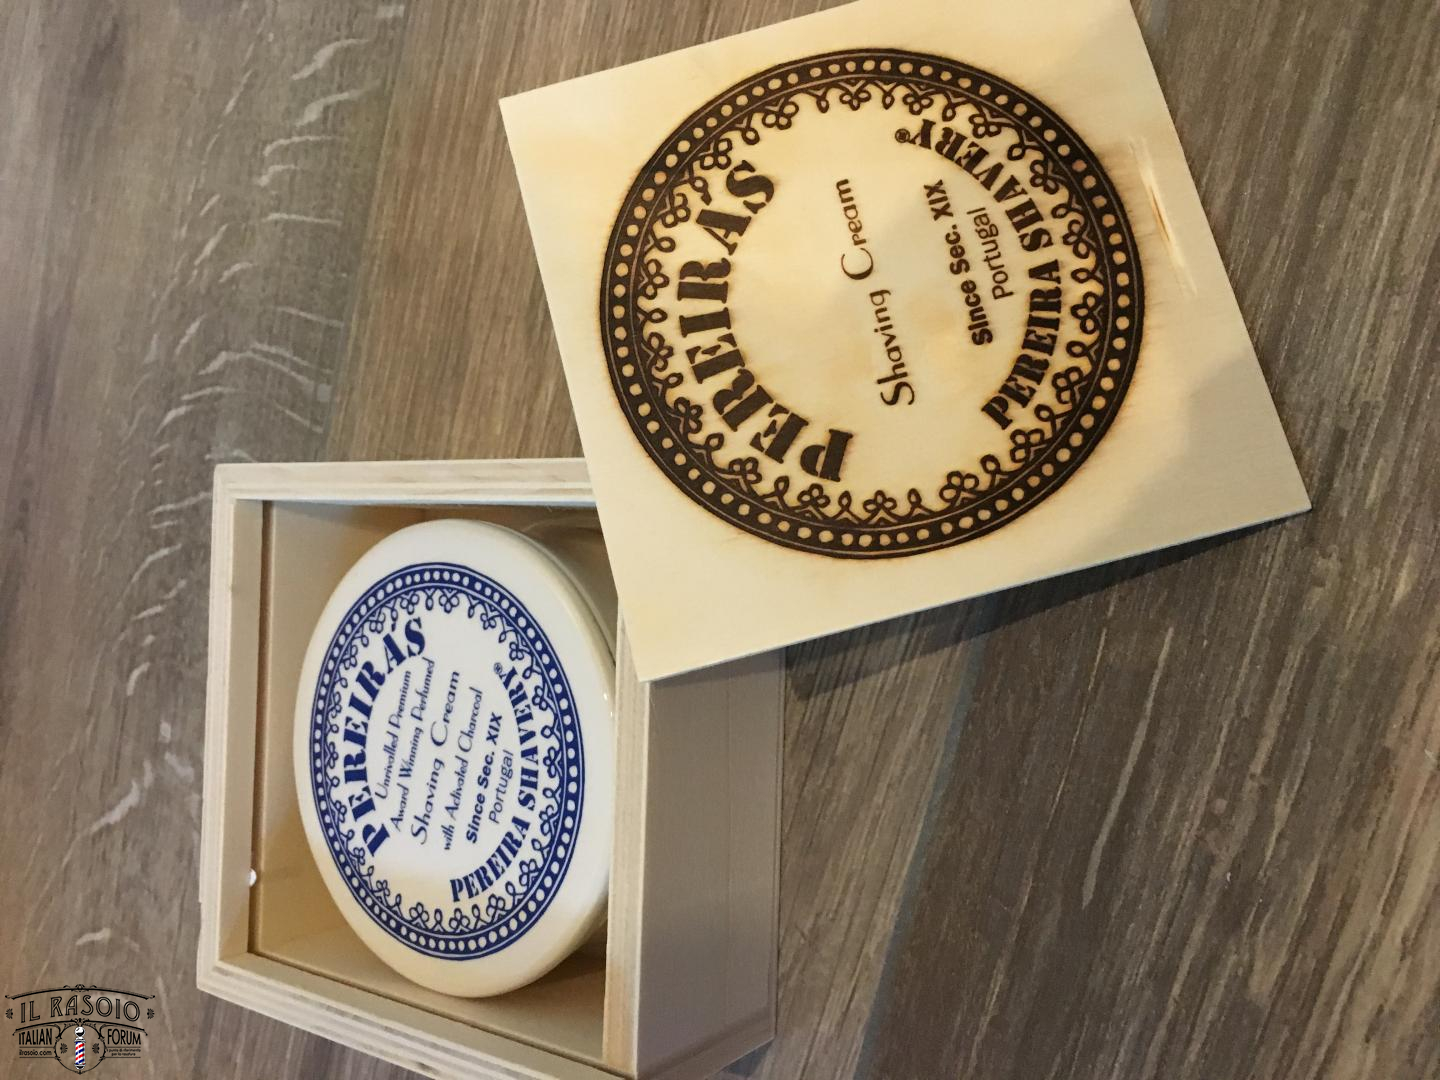 PEREIRA'S
Shaving Cream
Since Sec. XIX
Portugal
PEREIRA SHAVERY®
PEREIRA'S
Unrivalled Premium
Award Winning Perfumed
Shaving Cream
with Activated Charcoal
Since Sec. XIX
Portugal
PEREIRA SHAVERY®
IL RASOIO
ITALIAN FORUM
ilrasoio.com